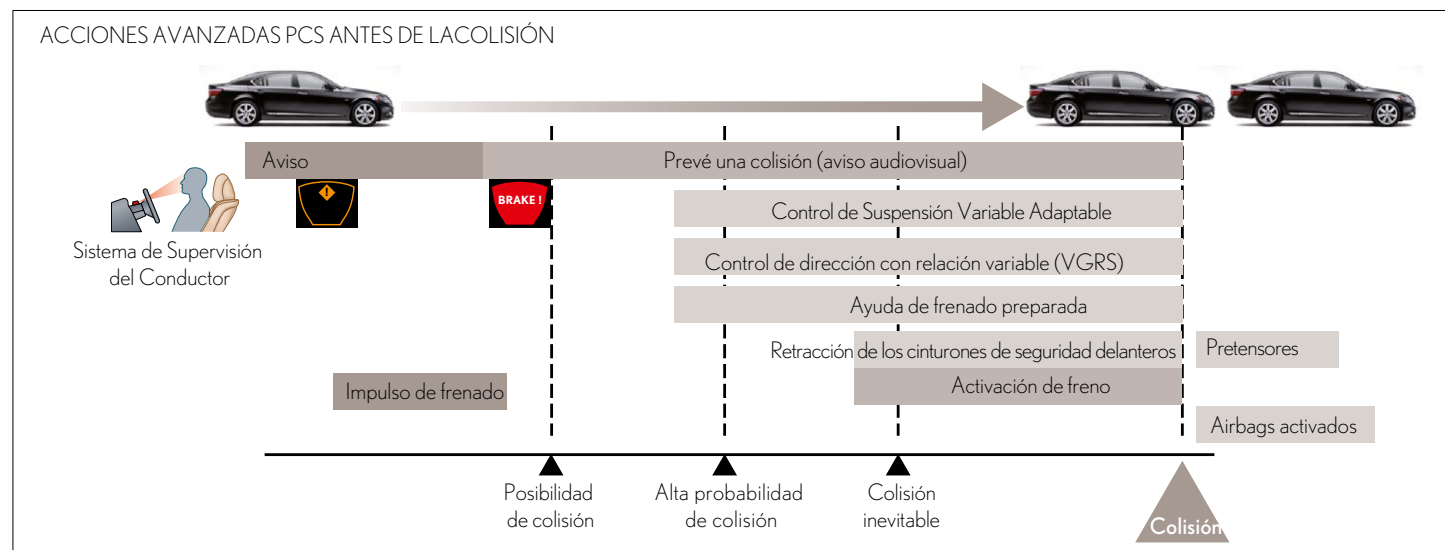 ACCIONES AVANZADAS PCS ANTES DE LACOLISIÓN
Aviso
Prevé una colisión (aviso audiovisual)
!
BRAKE !
Sistema de Supervisión
del Conductor
Control de Suspensión Variable Adaptable
Control de dirección con relación variable (VGRS)
Ayuda de frenado preparada
Retracción de los cinturones de seguridad delanteros
Pretensores
Impulso de frenado
Activación de freno
Airbags activados
Posibilidad
de colisión
Alta probabilidad
de colisión
Colisión
inevitable
Colisión